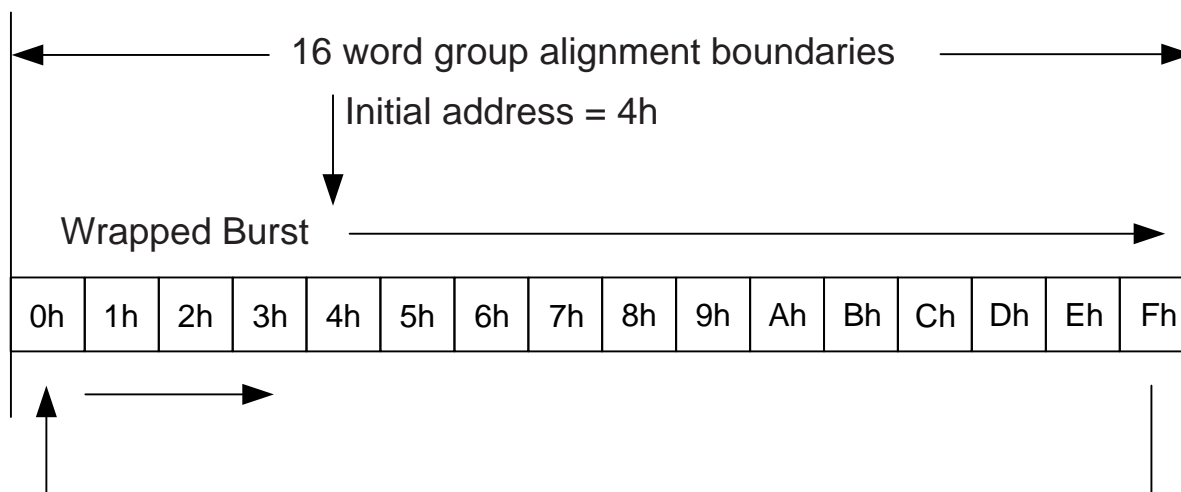 16 word group alignment boundaries
Initial address = 4h
Wrapped Burst
0h 1h 2h 3h 4h 5h 6h 7h 8h 9h Ah Bh Ch Dh Eh Fh